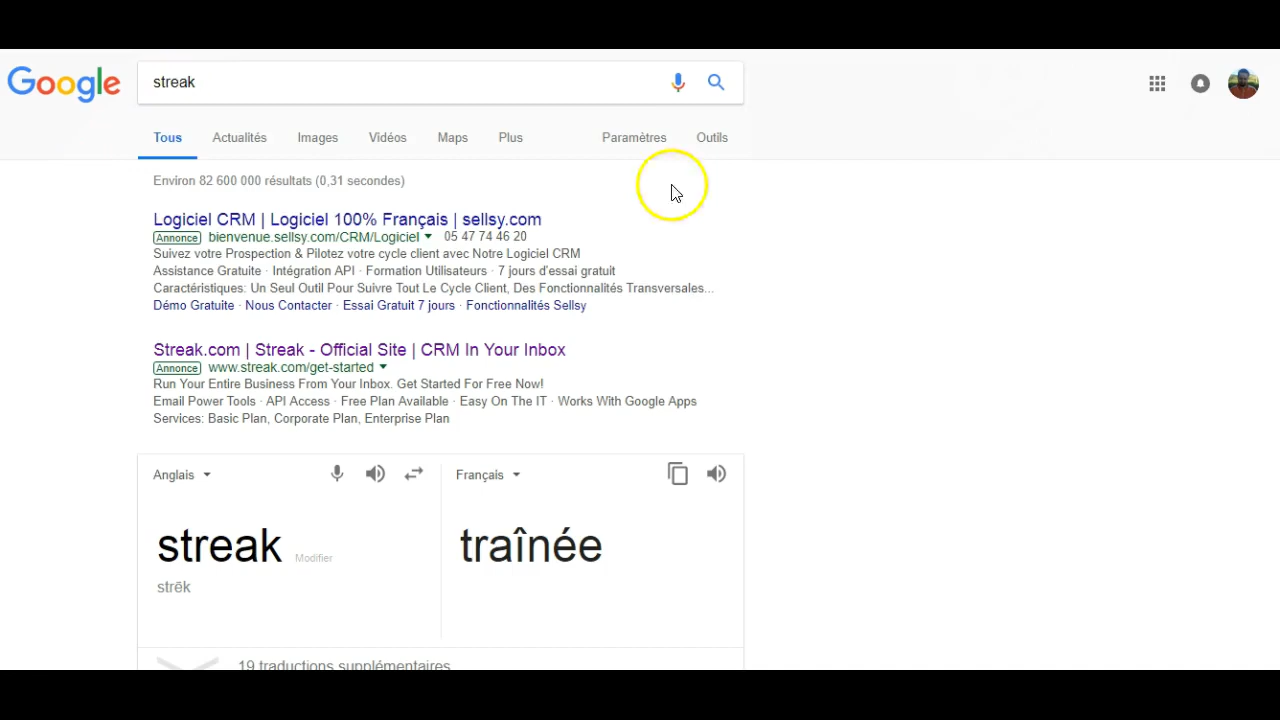 Google
streak
Tous Actualités Images Vidéos Maps Plus Paramètres Outils
Environ 82 600 000 résultats (0,31 secondes)
Logiciel CRM | Logiciel 100% Français | sellsy.com
Annonce bienvenue.sellsy.com/CRM/Logiciel 05 47 74 46 20
Suivez votre Prospection & Pilotez votre cycle client avec Notre Logiciel CRM
Assistance Gratuite · Intégration API · Formation Utilisateurs · 7 jours d'essai gratuit
Caractéristiques: Un Seul Outil Pour Suivre Tout Le Cycle Client, Des Fonctionnalités Transversales...
Démo Gratuite · Nous Contacter · Essai Gratuit 7 jours · Fonctionnalités Sellsy
Streak.com | Streak - Official Site | CRM In Your Inbox
Annonce www.streak.com/get-started
Run Your Entire Business From Your Inbox. Get Started For Free Now!
Email Power Tools · API Access · Free Plan Available · Easy On The IT · Works With Google Apps
Services: Basic Plan, Corporate Plan, Enterprise Plan
Anglais Français
streak Modifier traînée
strēk
19 traductions supplémentaires